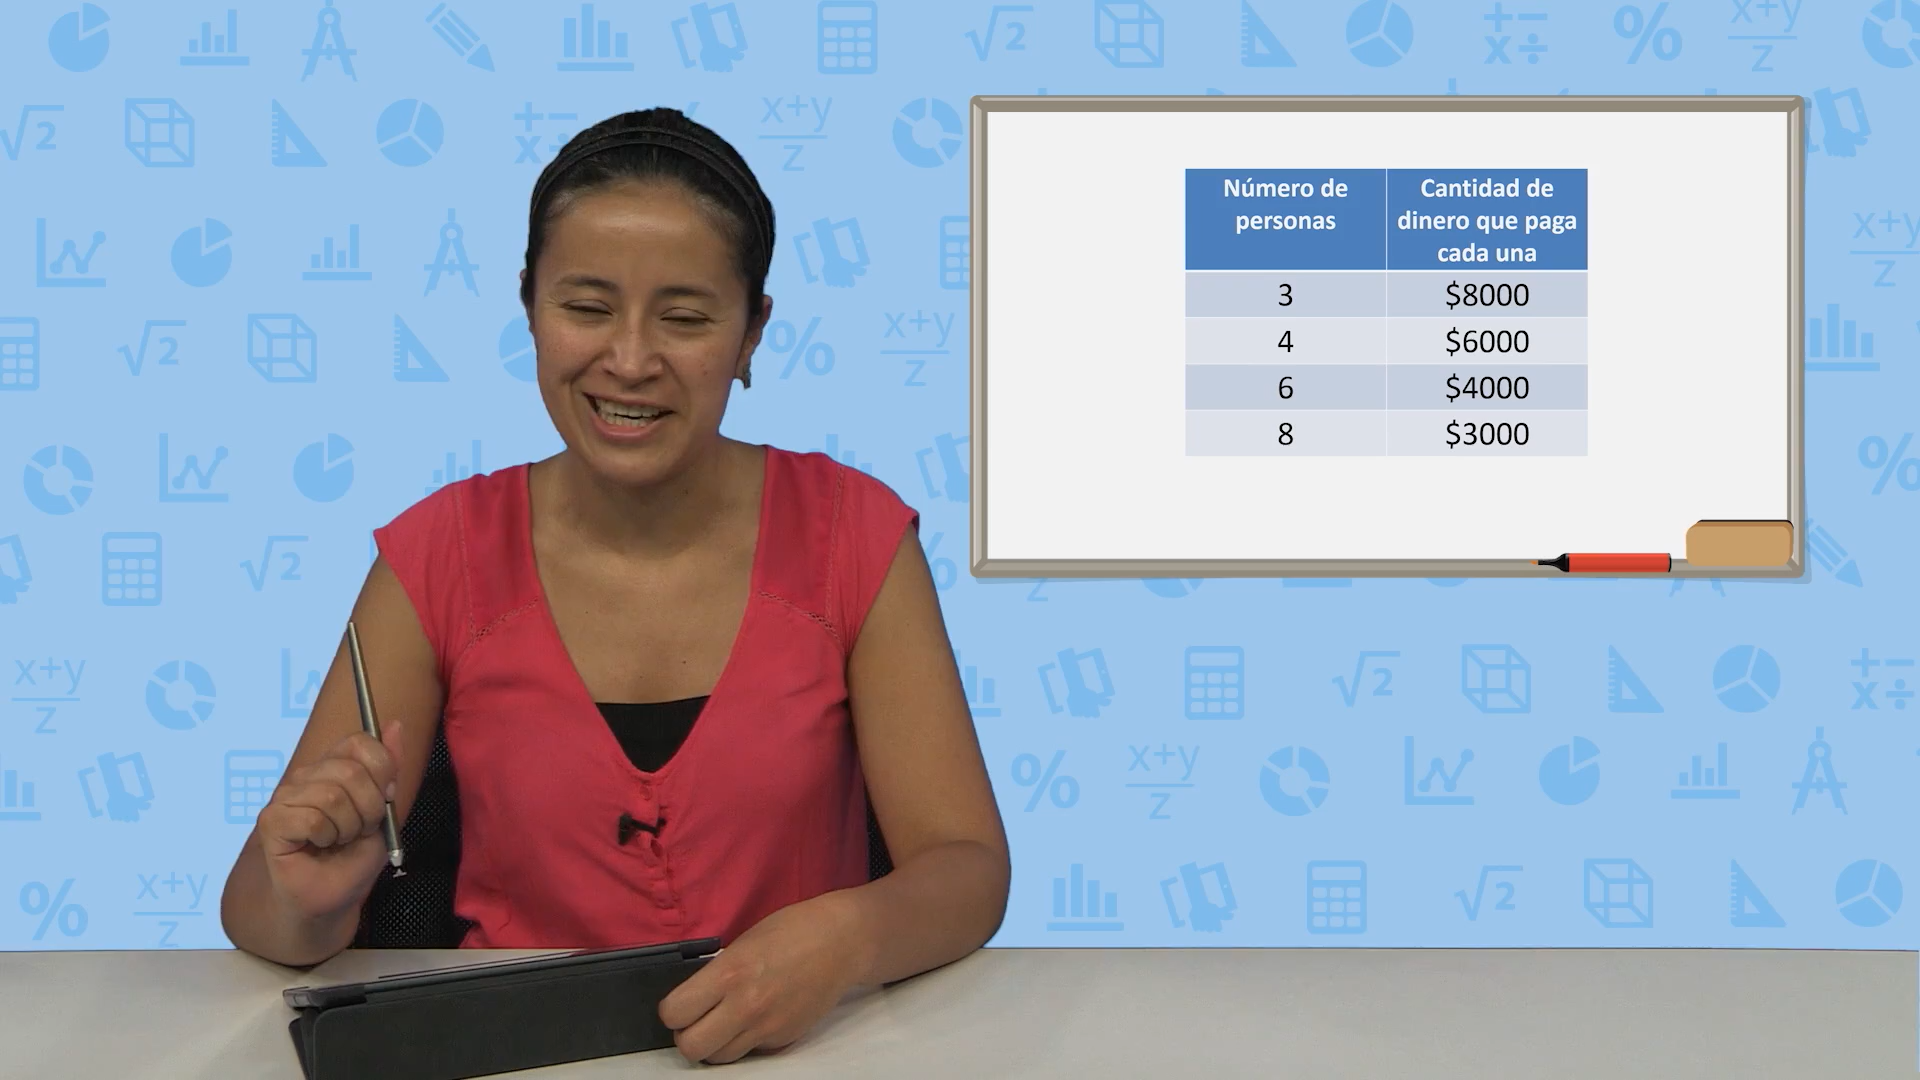 Número de personas
Cantidad de dinero que paga cada una
3 $8000
4 $6000
6 $4000
8 $3000